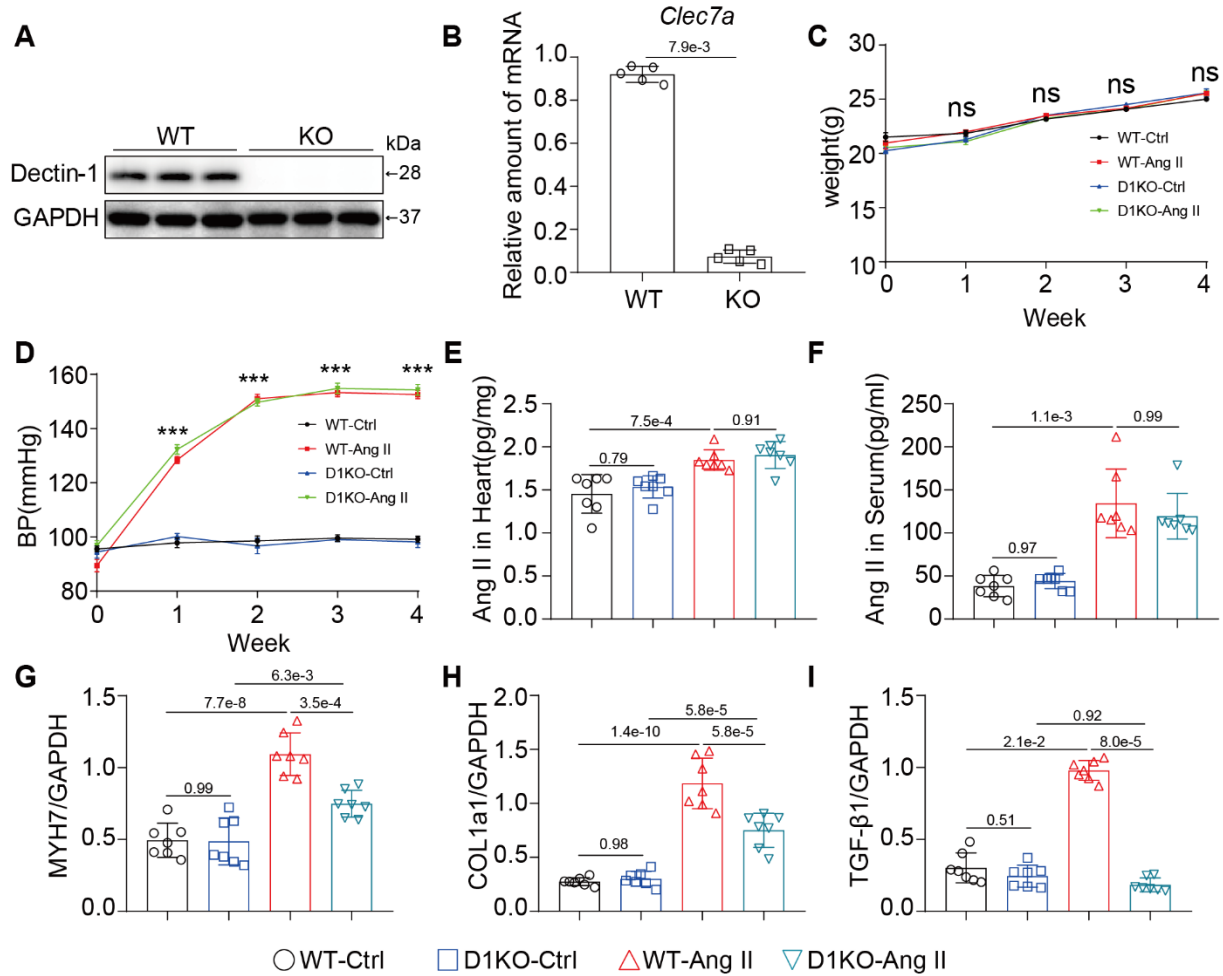 A
WT KO kDa
Dectin-1 ←28
GAPDH ←37
B
Clec7a
7.9e-3
Relative amount of mRNA
1.0
0.8
0.6
0.4
0.2
0.0
WT KO
C
weight(g)
30
25
20
15
10
ns ns ns ns
WT-Ctrl
WT-Ang II
D1KO-Ctrl
D1KO-Ang II
0 1 2 3 4
Week
D
BP(mmHg)
160
140
120
100
80
*** *** *** ***
WT-Ctrl
WT-Ang II
D1KO-Ctrl
D1KO-Ang II
0 1 2 3 4
Week
E
Ang II in Heart(pg/mg)
2.5
2.0
1.5
1.0
0.5
0.0
7.5e-4 0.91
0.79
F
Ang II in Serum(pg/ml)
250
200
150
100
50
0
1.1e-3 0.99
0.97
G
MYH7/GAPDH
1.5
1.0
0.5
0.0
6.3e-3
7.7e-8 3.5e-4
0.99
H
COL1a1/GAPDH
2.0
1.5
1.0
0.5
0.0
5.8e-5
1.4e-10 5.8e-5
0.98
I
TGF-β1/GAPDH
1.5
1.0
0.5
0.0
0.92
2.1e-2 8.0e-5
0.51
WT-Ctrl D1KO-Ctrl WT-Ang II D1KO-Ang II